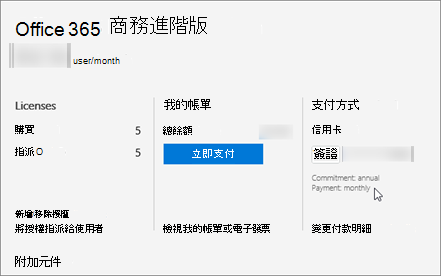 Office 365 商務進階版
user/month
Licenses
購買 5
指派O 5
我的帳單
總餘額
立即支付
支付方式
信用卡
簽證
Commitment: annual
Payment: monthly
新增/移除授權
將授權指派給使用者
檢視我的帳單或電子發票
變更付款明細
附加元件